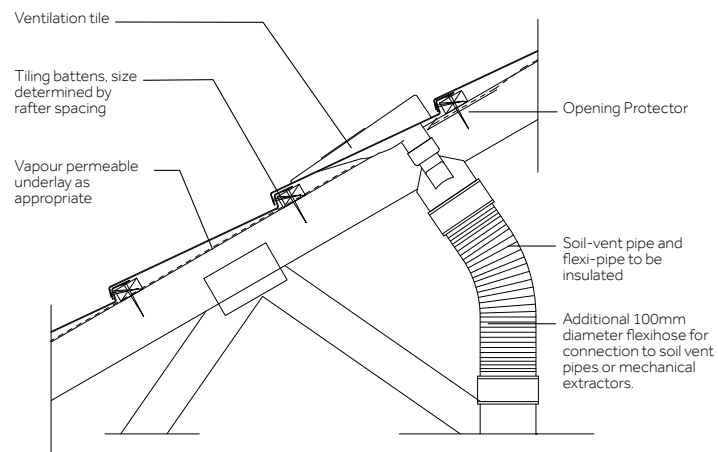 Ventilation tile
Tiling battens, size
determined by
rafter spacing
Vapour permeable
underlay as
appropriate
Opening Protector
Soil-vent pipe and
flexi-pipe to be
insulated
Additional 100mm
diameter flexihose for
connection to soil vent
pipes or mechanical
extractors.